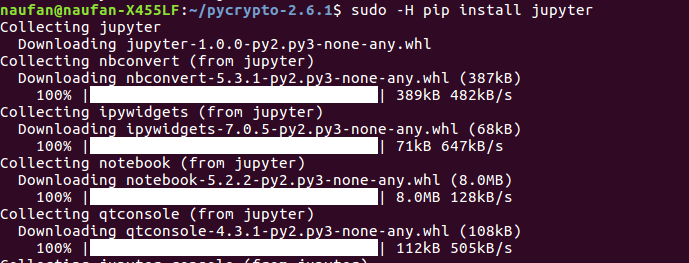 naufan@naufan-X455LF:~/pycrypto-2.6.1$ sudo -H pip install jupyter
Collecting jupyter
Downloading jupyter-1.0.0-py2.py3-none-any.whl
Collecting nbconvert (from jupyter)
Downloading nbconvert-5.3.1-py2.py3-none-any.whl (387kB)
100% |████████████████████████████████| 389kB 482kB/s
Collecting ipywidgets (from jupyter)
Downloading ipywidgets-7.0.5-py2.py3-none-any.whl (68kB)
100% |████████████████████████████████| 71kB 647kB/s
Collecting notebook (from jupyter)
Downloading notebook-5.2.2-py2.py3-none-any.whl (8.0MB)
100% |████████████████████████████████| 8.0MB 128kB/s
Collecting qtconsole (from jupyter)
Downloading qtconsole-4.3.1-py2.py3-none-any.whl (108kB)
100% |████████████████████████████████| 112kB 505kB/s